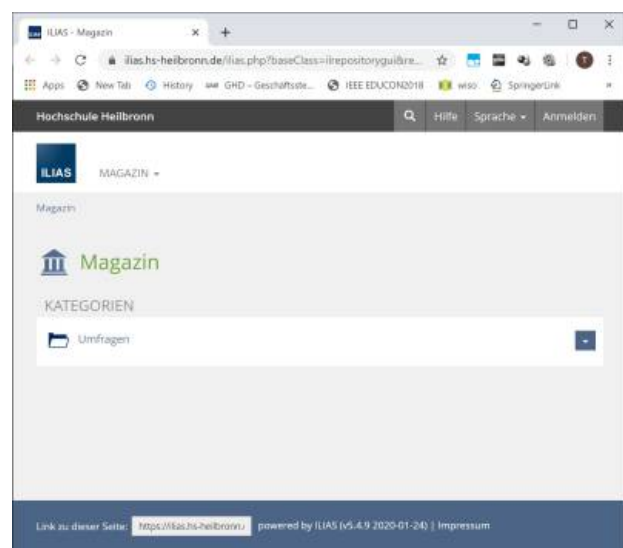 ILIAS - Magazin
ilias.hs-heilbronn.de/ilias.php?baseClass=ilrepositorygui&re...
Apps New Tab History GHD – Geschäftsste... IEEE EDUCON2018 wiso SpringerLink »
Hochschule Heilbronn Hilfe Sprache Anmelden
ILIAS MAGAZIN
Magazin
Magazin
KATEGORIEN
Umfragen
Link zu dieser Seite: https://ilias.hs-heilbronn. powered by ILIAS (v5.4.9 2020-01-24) | Impressum